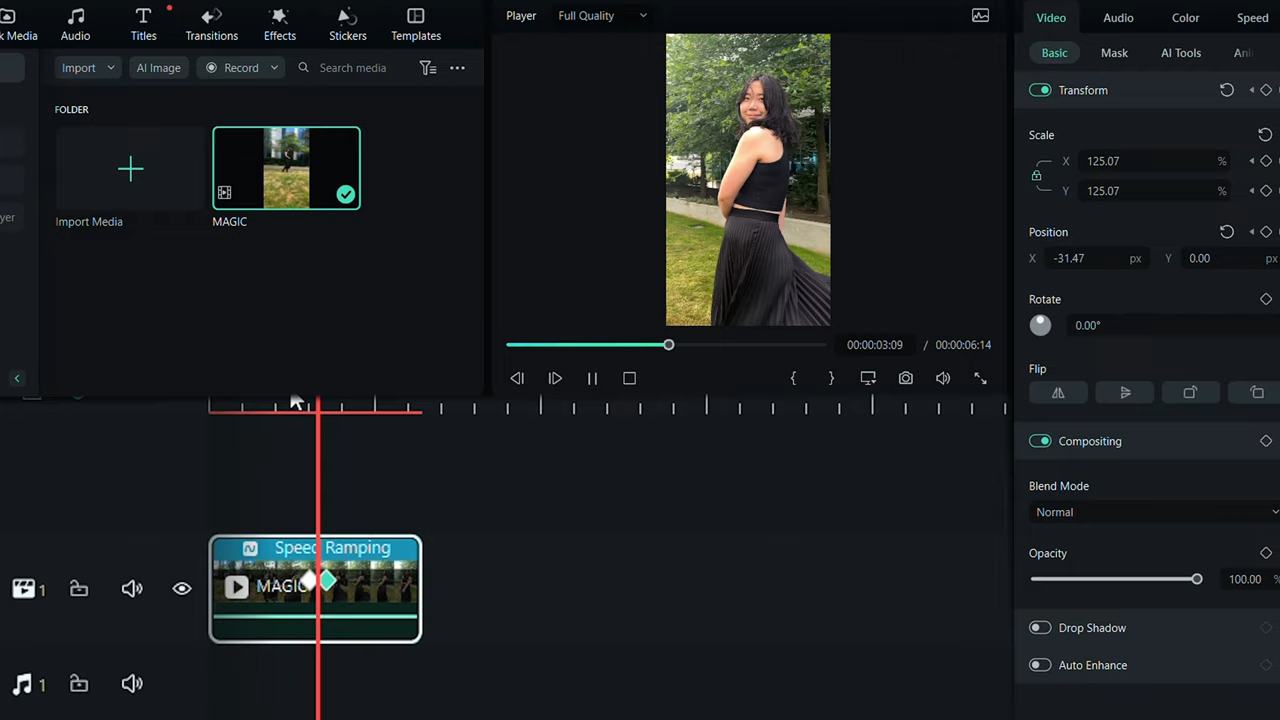 k Media Audio Titles Transitions Effects Stickers Templates
Import AI Image Record Search media
FOLDER
Import Media MAGIC
yer
Player Full Quality
00:00:03:09 / 00:00:06:14
Video Audio Color Speed
Basic Mask AI Tools Ani
Transform
Scale
X 125.07 %
Y 125.07 %
Position
X -31.47 px Y 0.00 px
Rotate
0.00°
Flip
Compositing
Blend Mode
Normal
Opacity
100.00 %
Drop Shadow
Auto Enhance
Speed Ramping
1 MAGIC
1